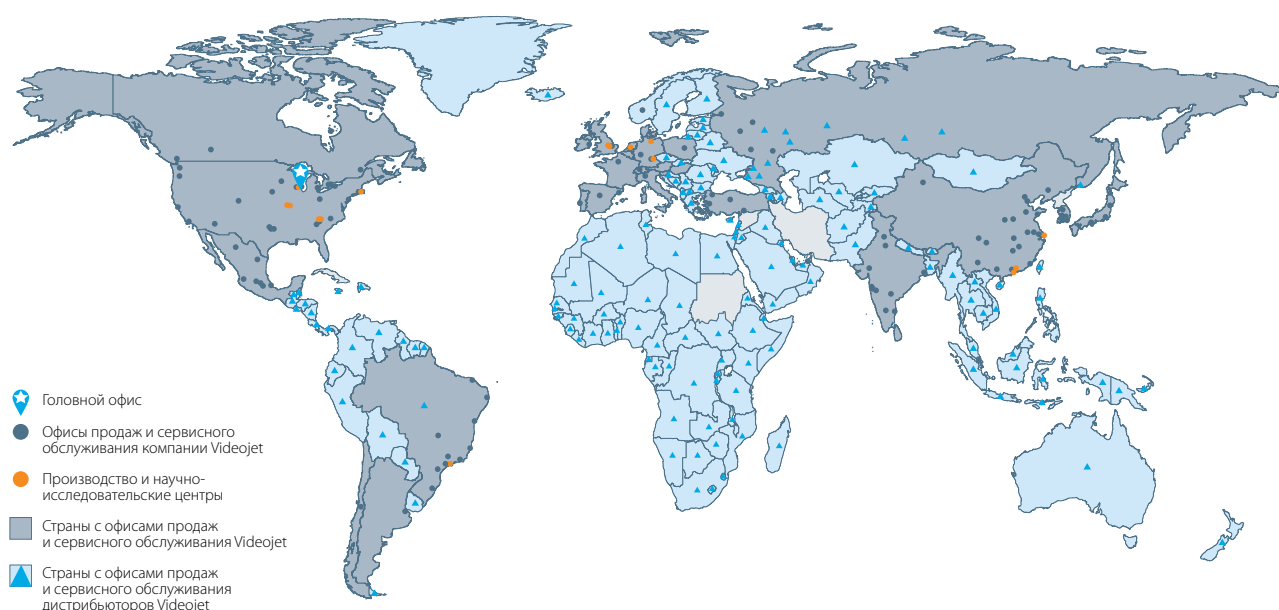 Головной офис
Офисы продаж и сервисного
обслуживания компании Videojet
Производство и научно-
исследовательские центры
Страны с офисами продаж
и сервисного обслуживания Videojet
Страны с офисами продаж
и сервисного обслуживания
дистрибьюторов Videojet